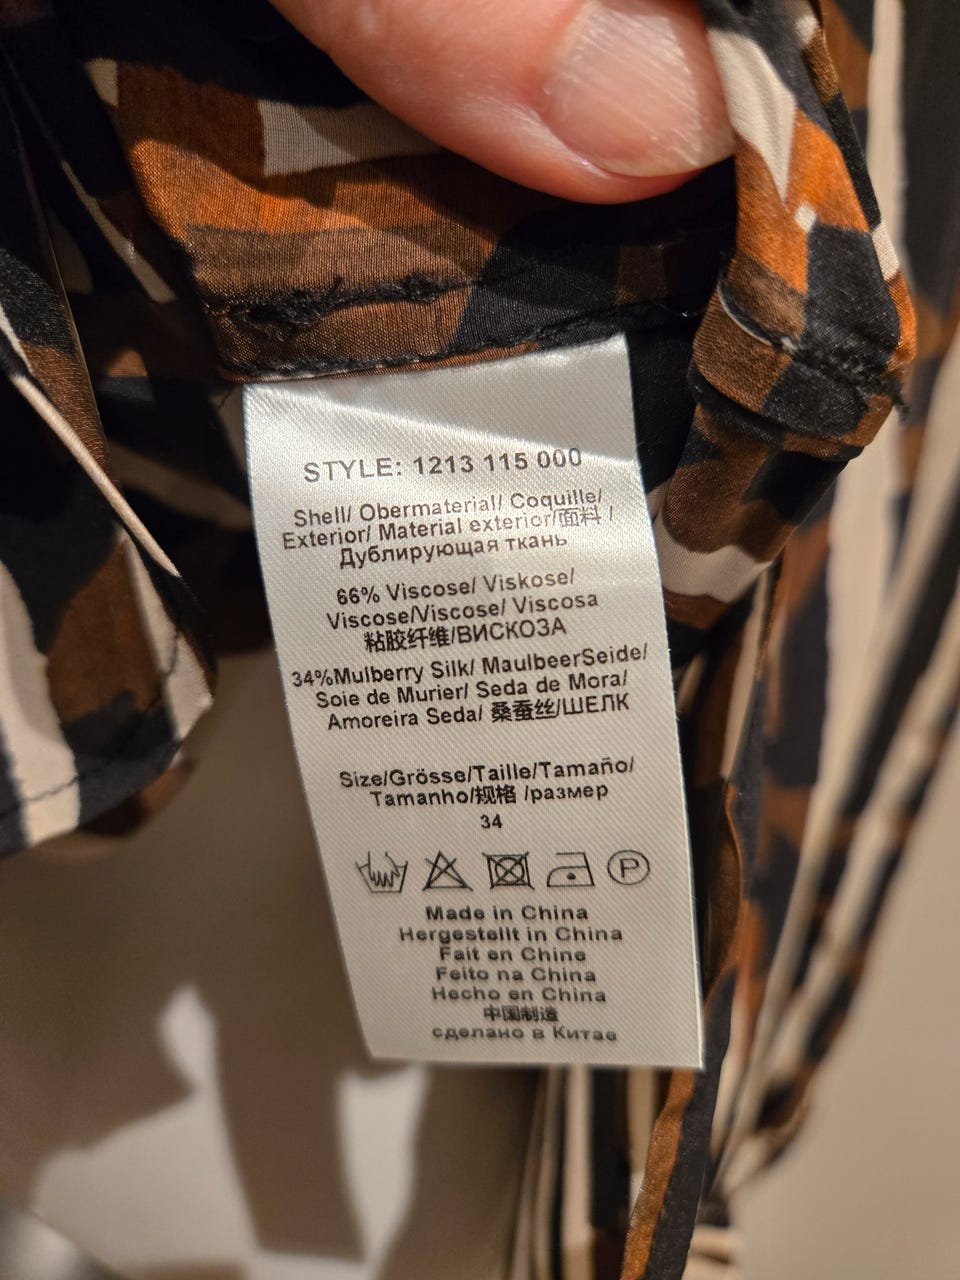 STYLE: 1213 115 000
Shell/ Obermaterial/ Coquille/
Exterior/ Material exterior/面料 /
Дублирующая ткань
66% Viscose/ Viskose/
Viscose/Viscose/ Viscosa
粘胶纤维/ВИСКОЗА
34%Mulberry Silk/ MaulbeerSeide/
Soie de Murier/ Seda de Mora/
Amoreira Seda/ 桑蚕丝/ШЕЛК
Size/Grösse/Taille/Tamaño/
Tamanho/规格 /размер
34
P
Made in China
Hergestellt in China
Fait en Chine
Feito na China
Hecho en China
中国制造
сделано в Китае